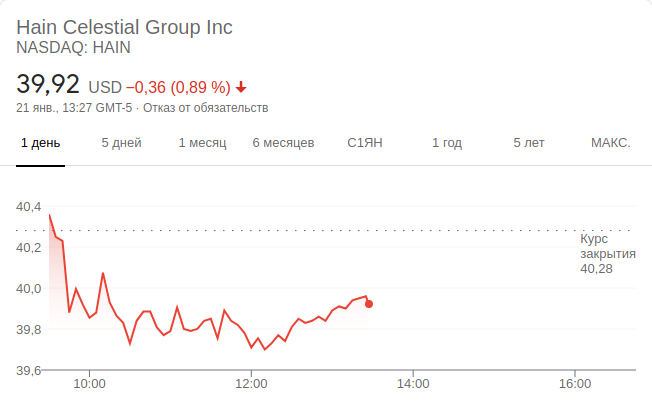 Hain Celestial Group Inc
NASDAQ: HAIN
39,92 USD −0,36 (0,89 %)
21 янв., 13:27 GMT-5 · Отказ от обязательств
1 день 5 дней 1 месяц 6 месяцев С1ЯН 1 год 5 лет МАКС.
40,4
Курс
закрытия
40,28
40,2
40,0
39,8
39,6
10:00 12:00 14:00 16:00